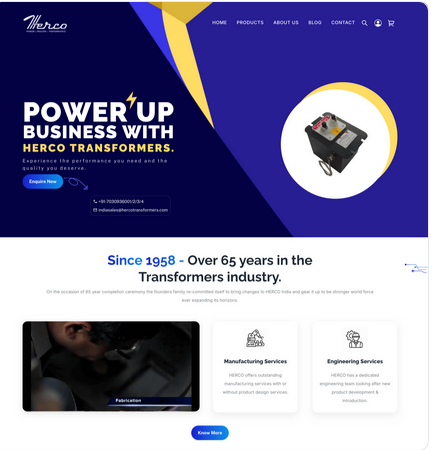 Herco
HOME PRODUCTS ABOUT US BLOG CONTACT
POWER UP
BUSINESS WITH
HERCO TRANSFORMERS.
Experience the performance you need and the
quality you deserve.
Enquire Now
+91-7030936001/2/3/4
indiasales@hercotransformers.com
Since 1958 - Over 65 years in the
Transformers industry.
On the occasion of 65 year completion ceremony the founders family re-committed itself to bring changes to HERCO India and gear it up to be stronger world force
ever expanding its horizons.
Fabrication
Manufacturing Services
HERCO offers outstanding
manufacturing services with or
without product design services.
Engineering Services
HERCO has a dedicated
engineering team looking after new
product development &
introduction.
Know More